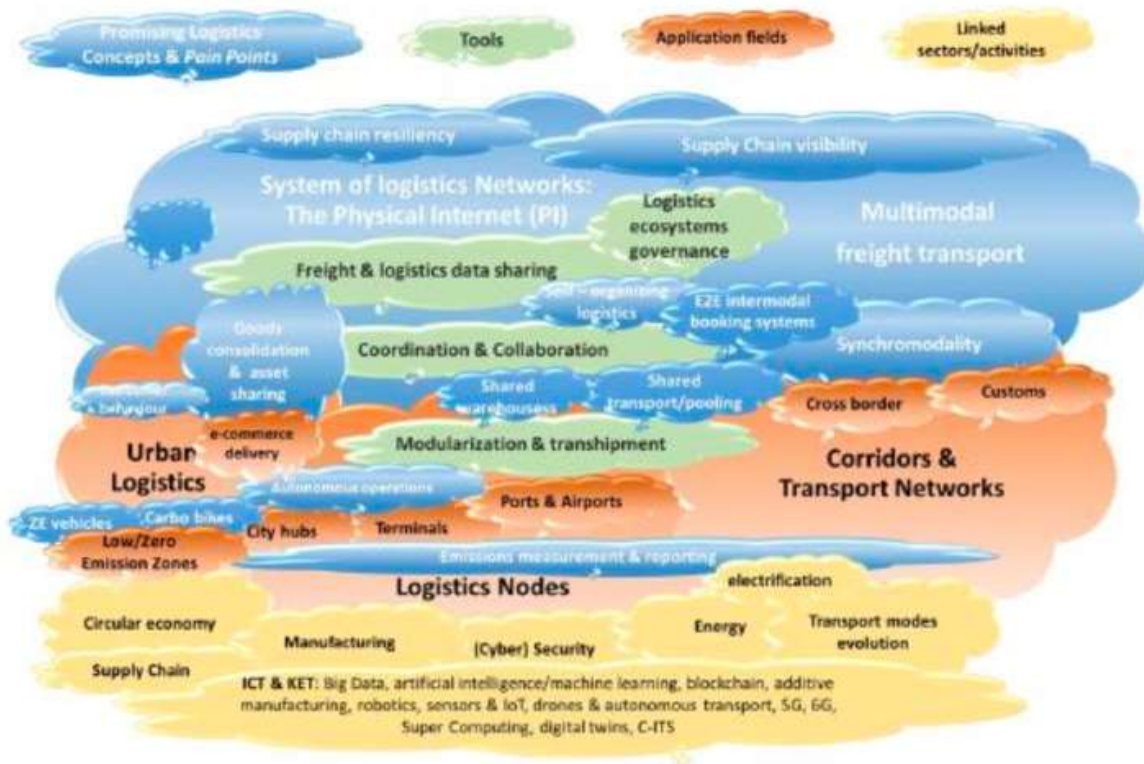 Promising Logistics
Concepts & Pain Points
Tools
Application fields
Linked
sectors/activities
Supply chain resiliency
Supply Chain visibility
System of logistics Networks:
The Physical Internet (PI)
Logistics
ecosystems
governance
Multimodal
freight transport
Freight & logistics data sharing
Self - organizing
logistics
E2E intermodal
booking systems
Goods
consolidation
& asset
sharing
Coordination & Collaboration
Synchromodality
behaviour
Shared
warehousess
Shared
transport/pooling
Cross border
Customs
e-commerce
delivery
Modularization & transhipment
Urban
Logistics
Corridors &
Transport Networks
Autonomous operations
Ports & Airports
ZE vehicles
Carbo bikes
City hubs
Terminals
Low/Zero
Emission Zones
Emissions measurement & reporting
Logistics Nodes
electrification
Circular economy
Manufacturing
(Cyber) Security
Energy
Transport modes
evolution
Supply Chain
ICT & KET: Big Data, artificial intelligence/machine learning, blockchain, additive
manufacturing, robotics, sensors & IoT, drones & autonomous transport, 5G, 6G,
Super Computing, digital twins, C-ITS